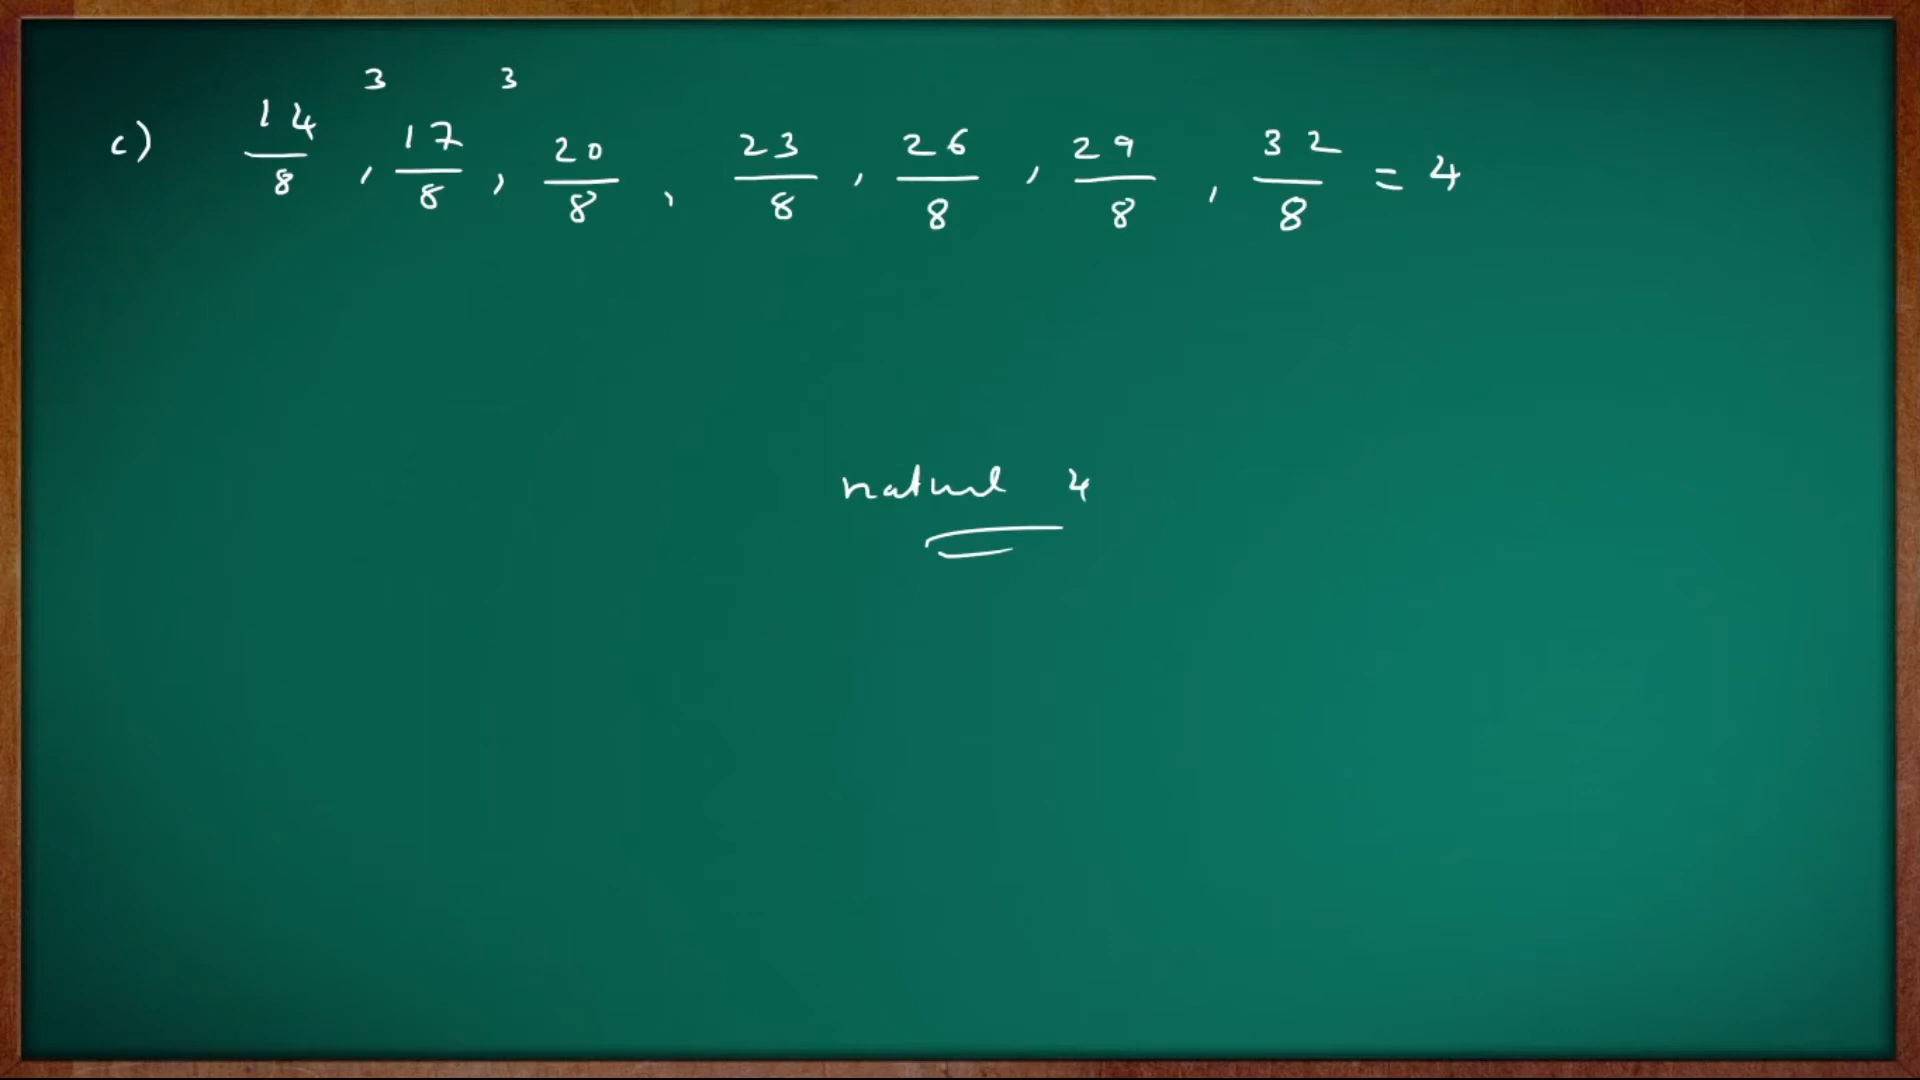 3 3
c) 14/8 , 17/8 , 20/8 , 23/8 , 26/8 , 29/8 , 32/8 = 4
natural 4